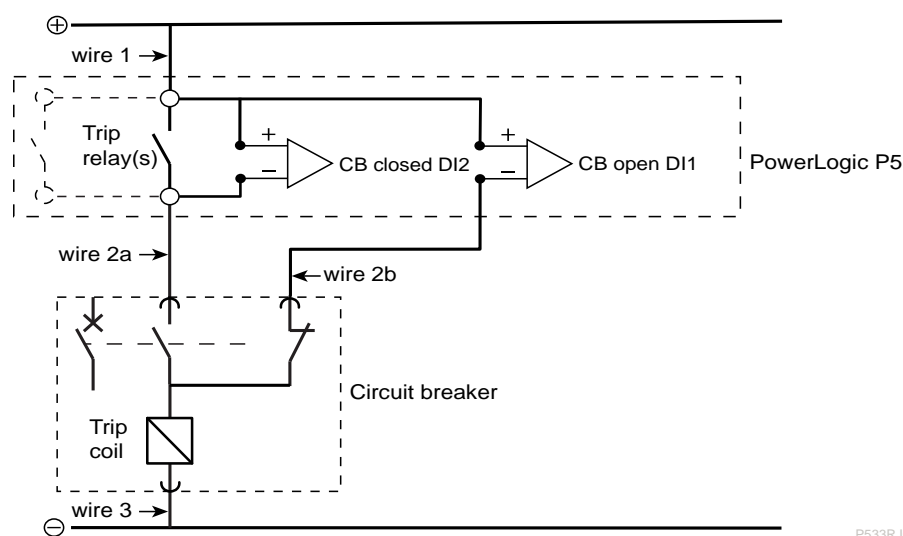 +
wire 1
Trip
relay(s)
+
−
CB closed DI2
+
−
CB open DI1
PowerLogic P5
wire 2a
wire 2b
Circuit breaker
Trip
coil
wire 3
−